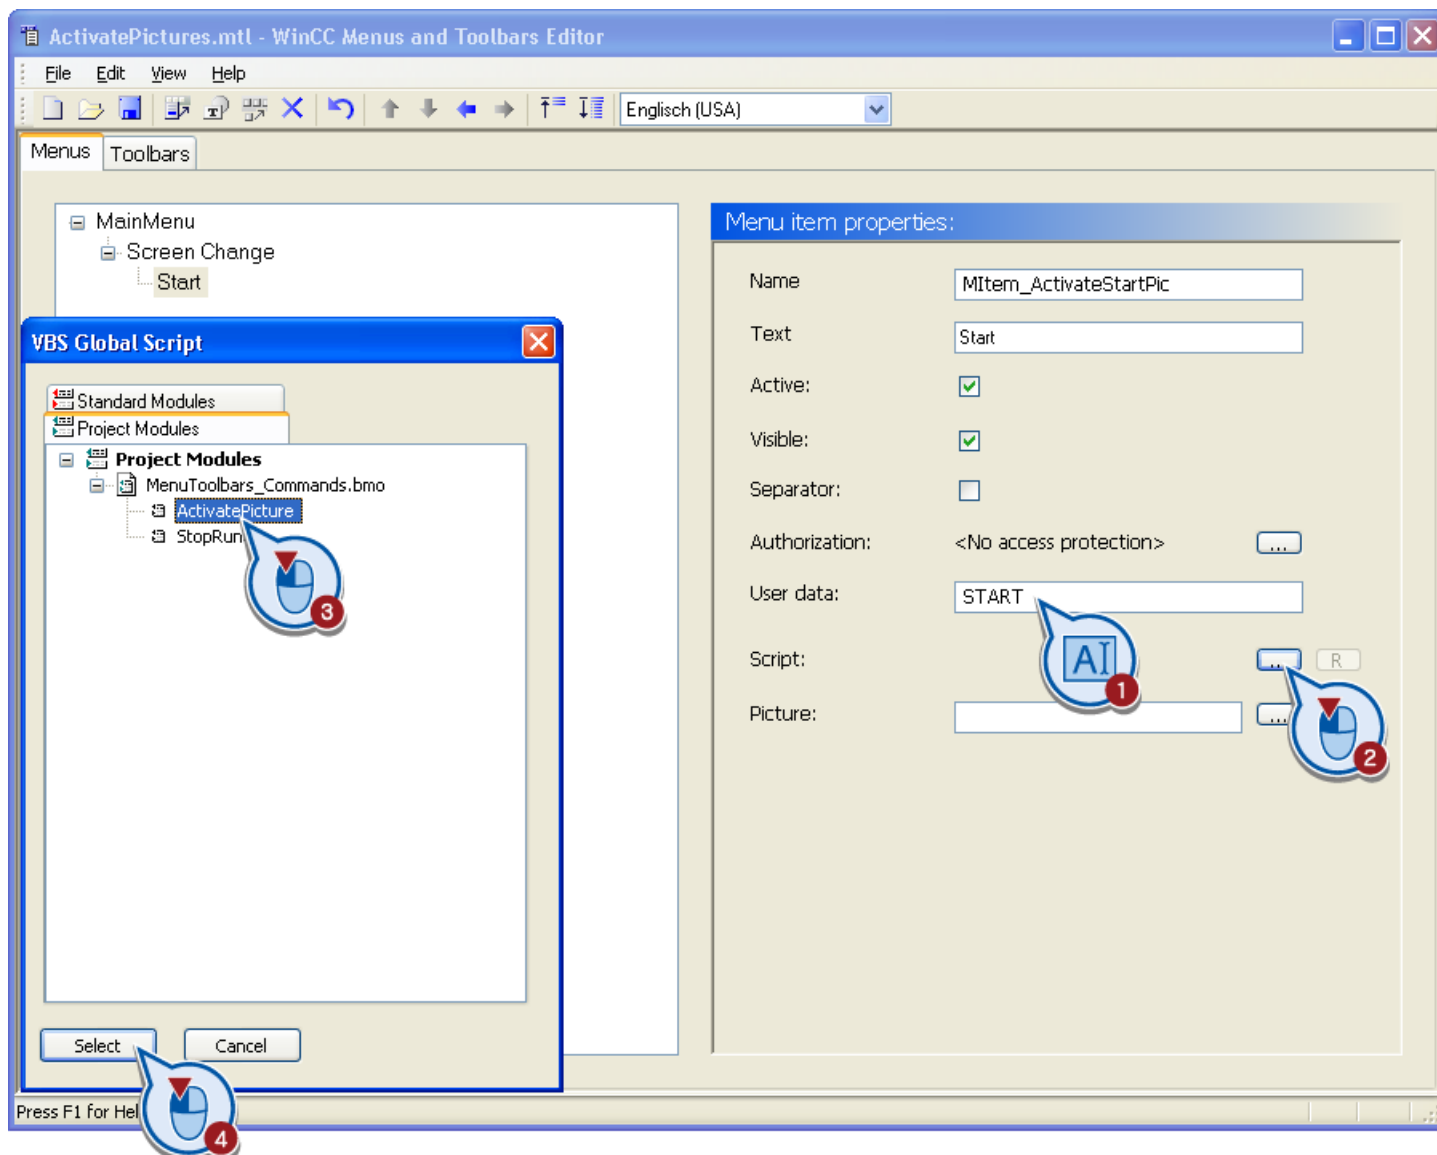 ActivatePictures.mtl - WinCC Menus and Toolbars Editor
File Edit View Help
Englisch (USA)
Menus Toolbars
MainMenu
Screen Change
Start
VBS Global Script
Standard Modules
Project Modules
Project Modules
MenuToolbars_Commands.bmo
ActivatePicture
StopRun
3
Select Cancel
4
Menu item properties:
Name MItem_ActivateStartPic
Text Start
Active:
Visible:
Separator:
Authorization: <No access protection> ...
User data: START
AI
1
Script: ... R
Picture: ...
2
Press F1 for Hel